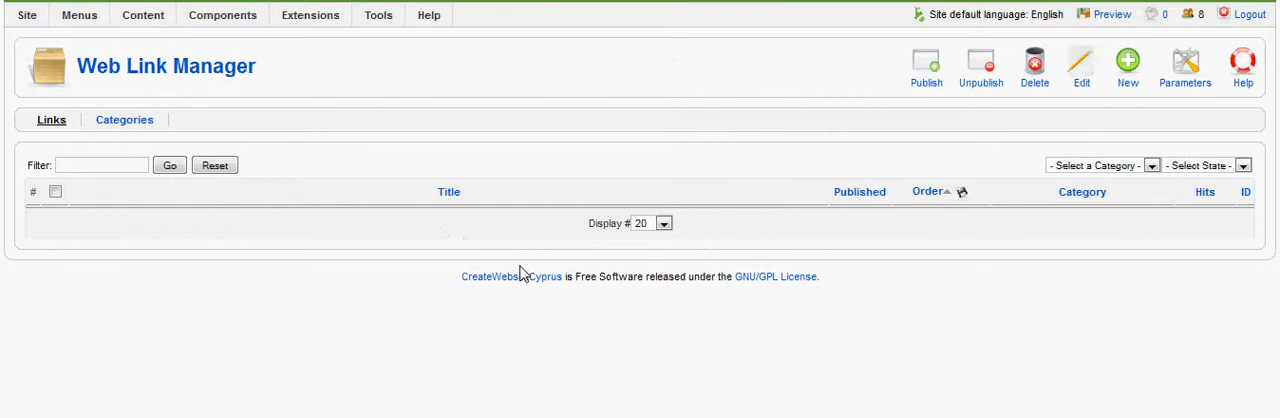 Site Menus Content Components Extensions Tools Help Site default language: English Preview 0 8 Logout
Web Link Manager Publish Unpublish Delete Edit New Parameters Help
Links Categories
Filter: Go Reset - Select a Category - - Select State -
# Title Published Order Category Hits ID
Display # 20
Cyprus is Free Software released under the GNU/GPL License.